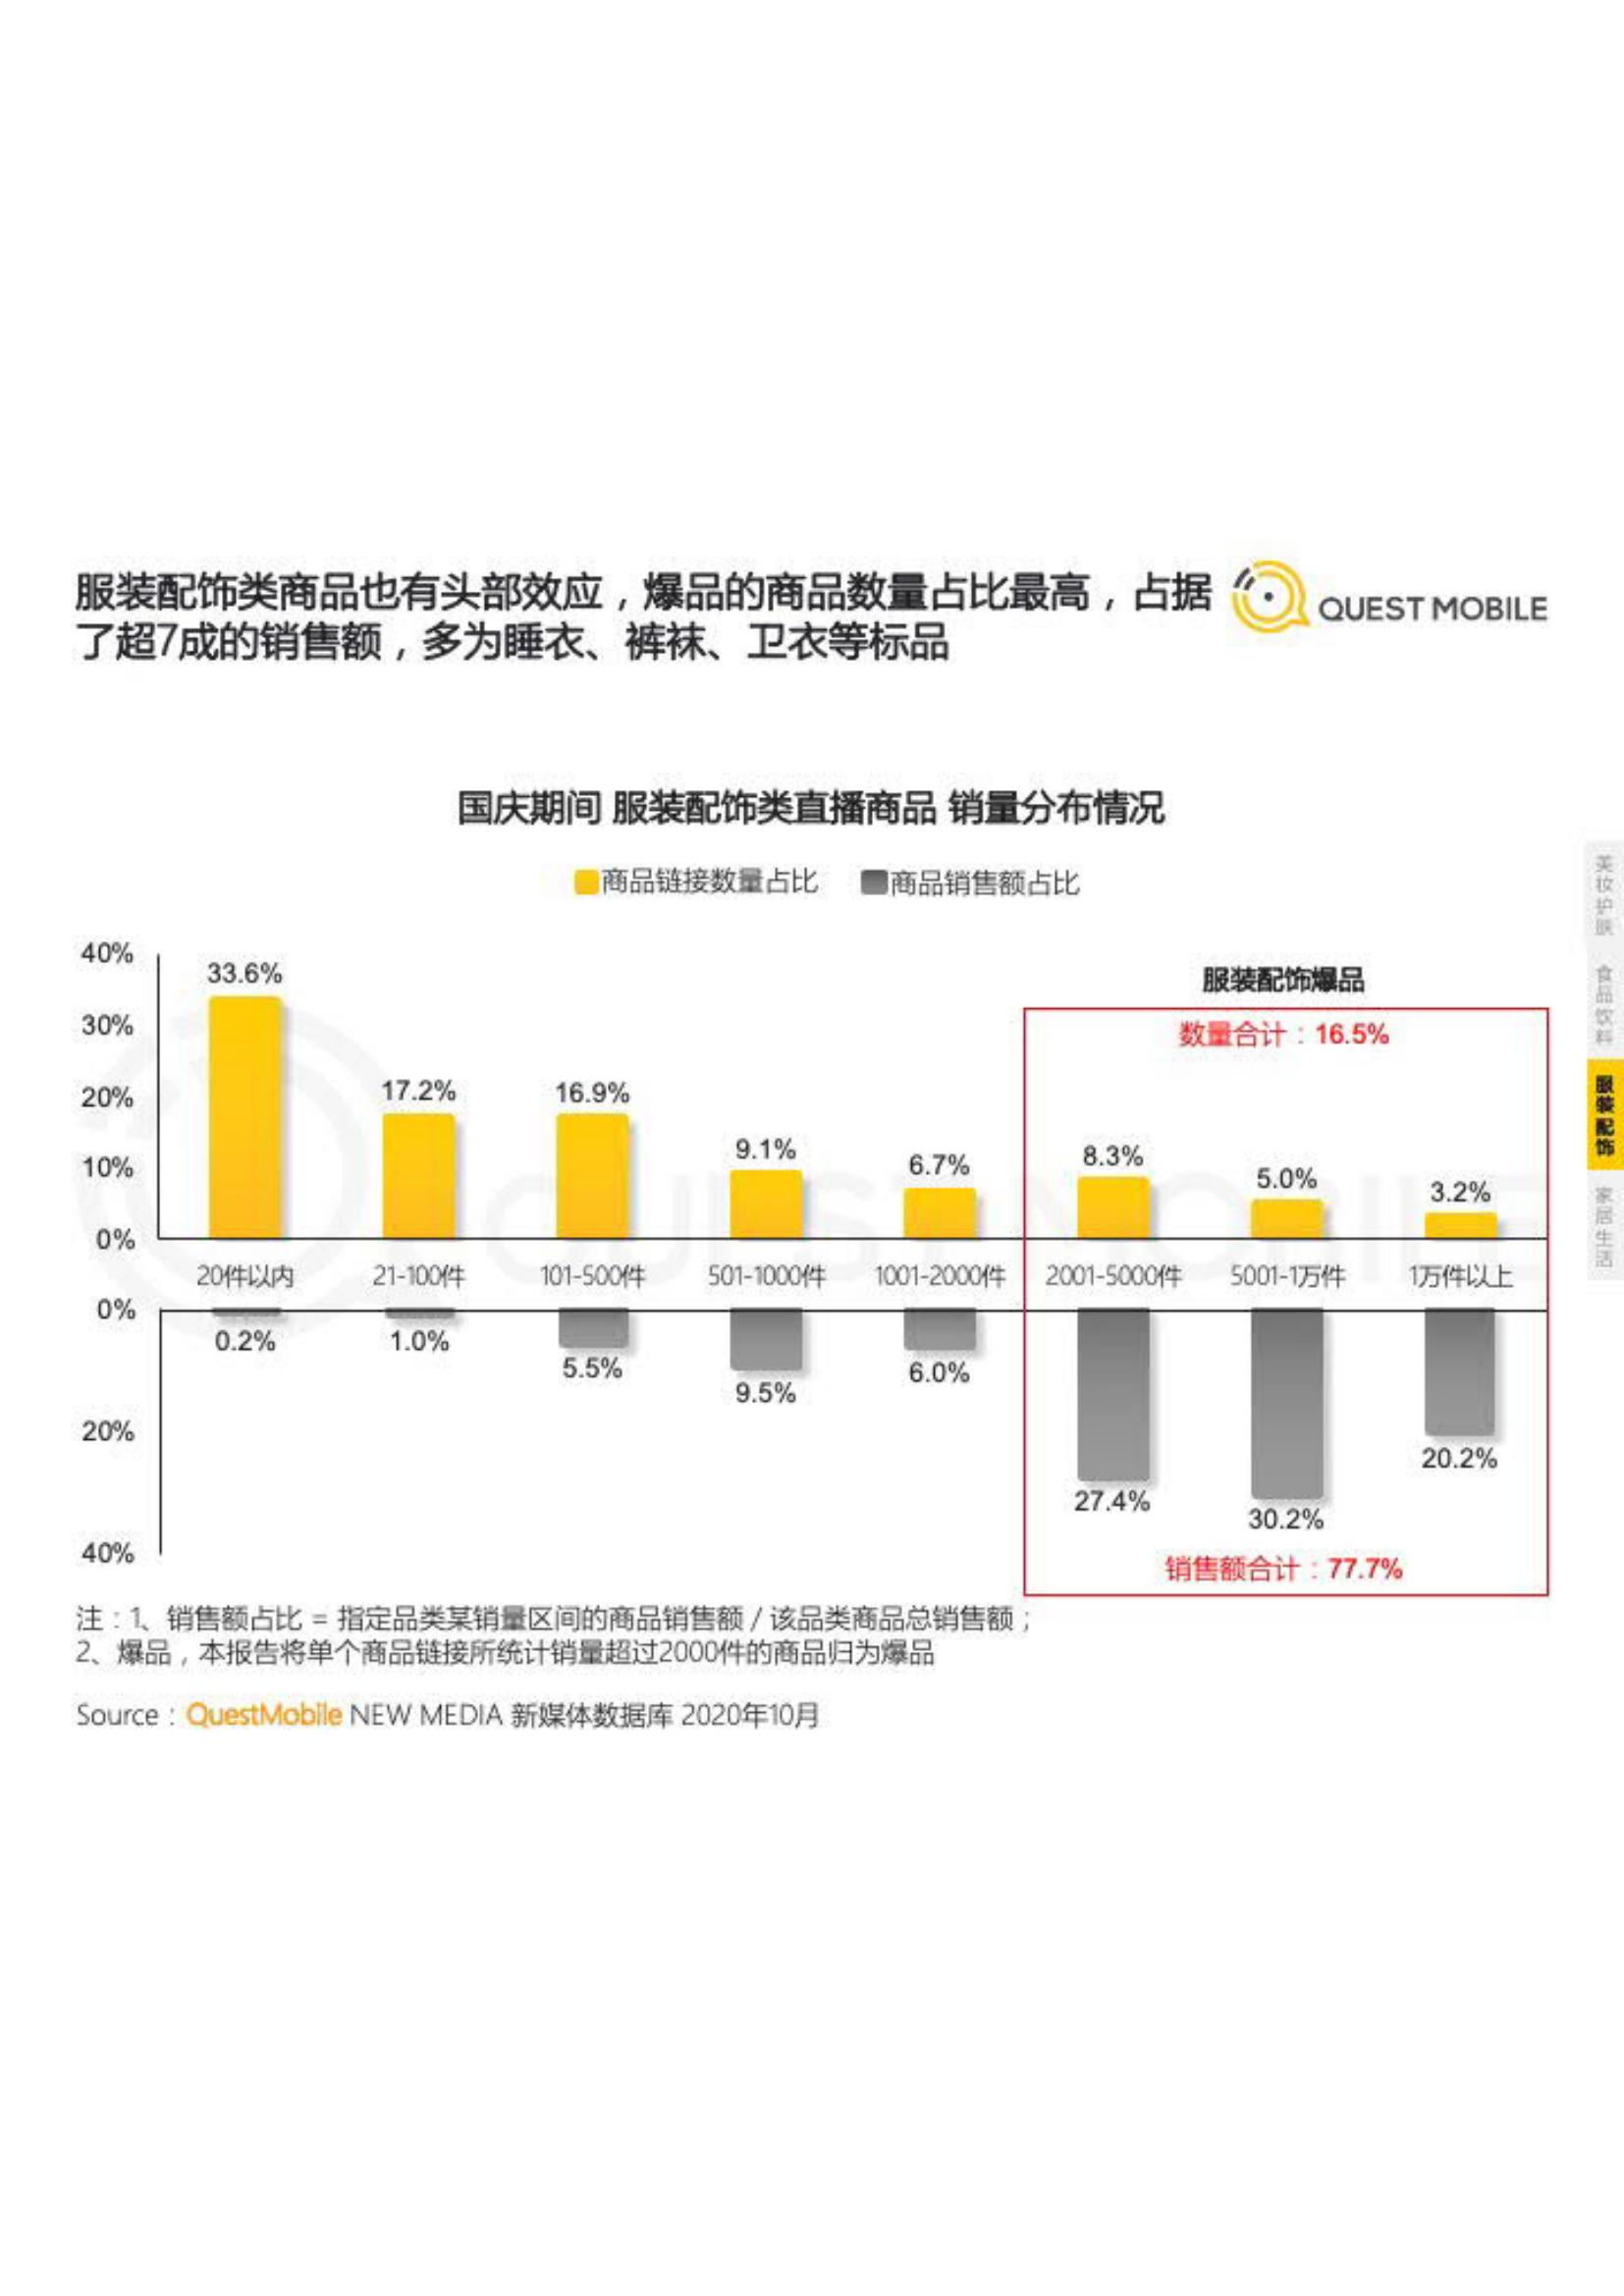 服装配饰类商品也有头部效应，爆品的商品数量占比最高，占据
了超7成的销售额，多为睡衣、裤袜、卫衣等标品
QUEST MOBILE
国庆期间 服装配饰类直播商品 销量分布情况
商品链接数量占比 商品销售额占比
40%
30%
20%
10%
0%
33.6% 17.2% 16.9% 9.1% 6.7% 8.3% 5.0% 3.2%
服装配饰爆品
数量合计：16.5%
20件以内 21-100件 101-500件 501-1000件 1001-2000件 2001-5000件 5001-1万件 1万件以上
0%
20%
40%
0.2% 1.0% 5.5% 9.5% 6.0% 27.4% 30.2% 20.2%
销售额合计：77.7%
注：1、销售额占比 = 指定品类某销量区间的商品销售额 / 该品类商品总销售额；
2、爆品，本报告将单个商品链接所统计销量超过2000件的商品归为爆品
Source：QuestMobile NEW MEDIA 新媒体数据库 2020年10月
美妆护肤
食品饮料
服装配饰
家居生活
QUEST MOBILE